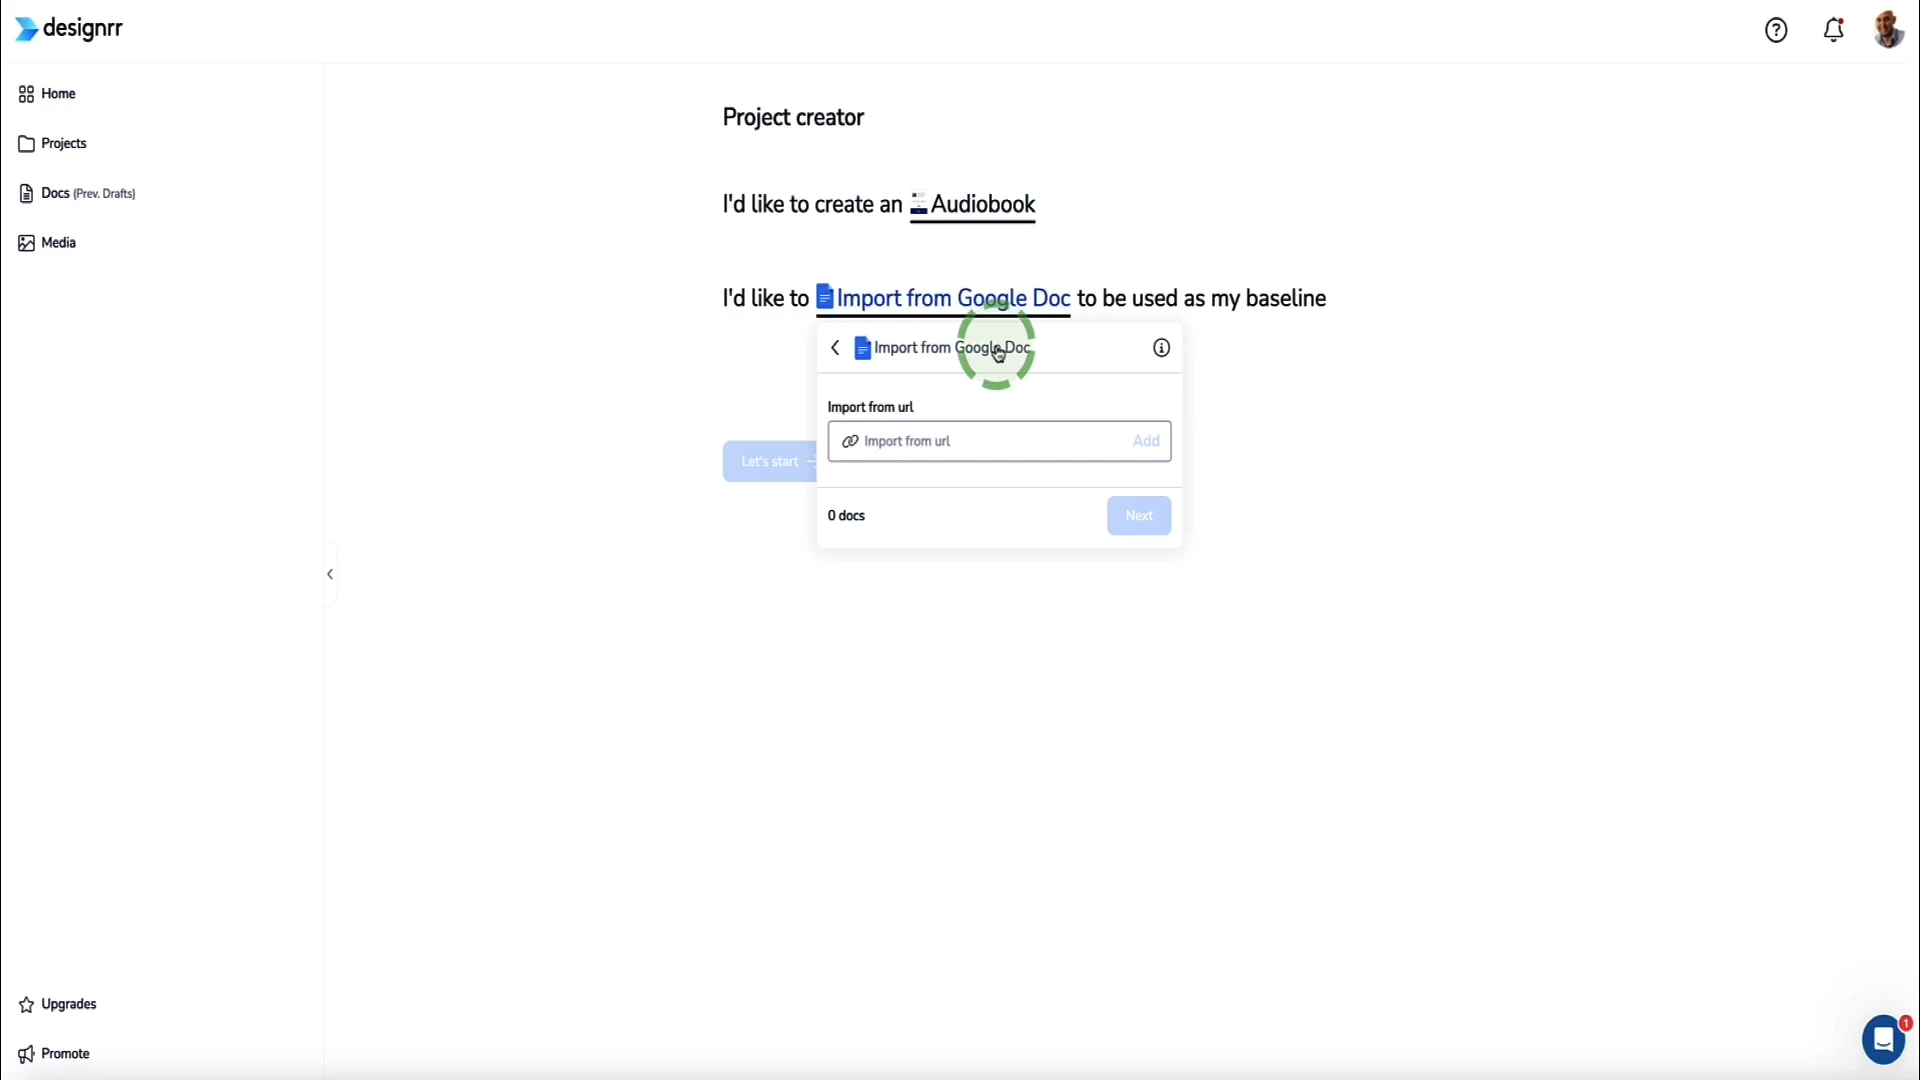 designrr
Home
Projects
Docs (Prev. Drafts)
Media
Project creator
I'd like to create an Audiobook
I'd like to Import from Google Doc to be used as my baseline
Import from Google Doc
Import from url
Import from url Add
Let's start →
0 docs Next
Upgrades
Promote
1